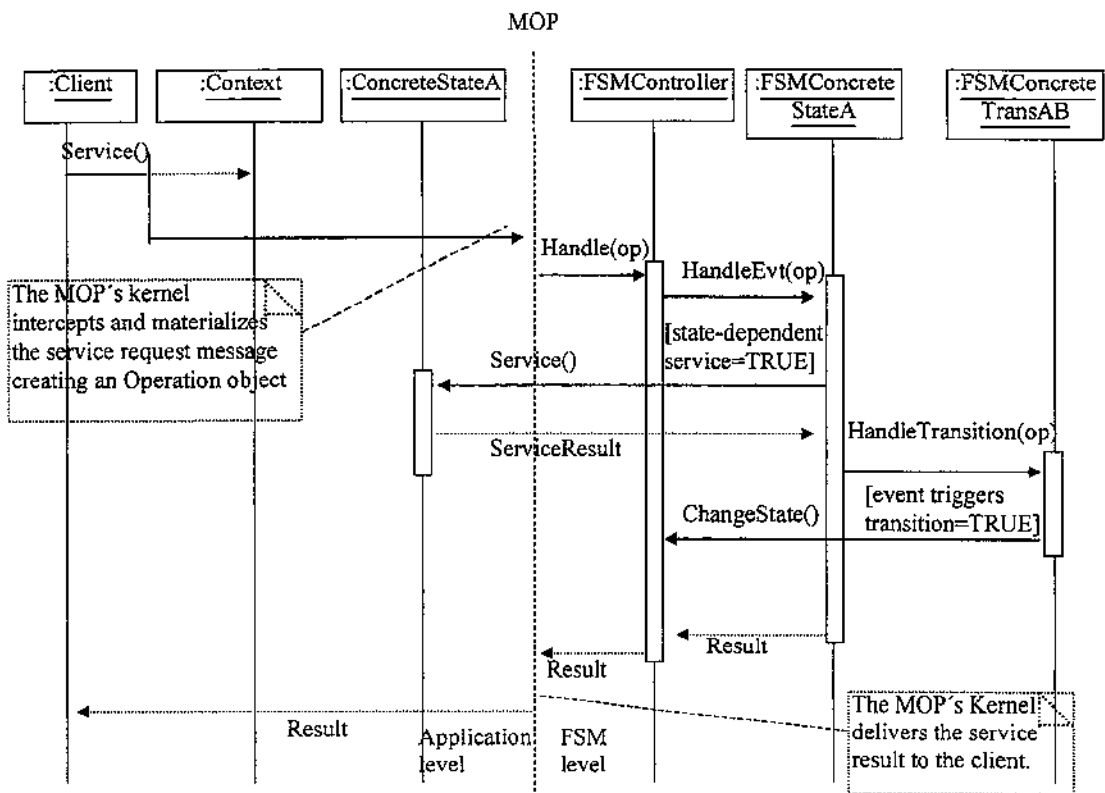 MOP
:Client
:Context
:ConcreteStateA
:FSMController
:FSMConcrete
StateA
:FSMConcrete
TransAB
Service()
Handle(op)
HandleEvt(op)
The MOP´s kernel
intercepts and materializes
the service request message
creating an Operation object
[state-dependent
service=TRUE]
Service()
ServiceResult
HandleTransition(op)
[event triggers
transition=TRUE]
ChangeState()
Result
Result
Result
Application
level
FSM
level
The MOP´s Kernel
delivers the service
result to the client.